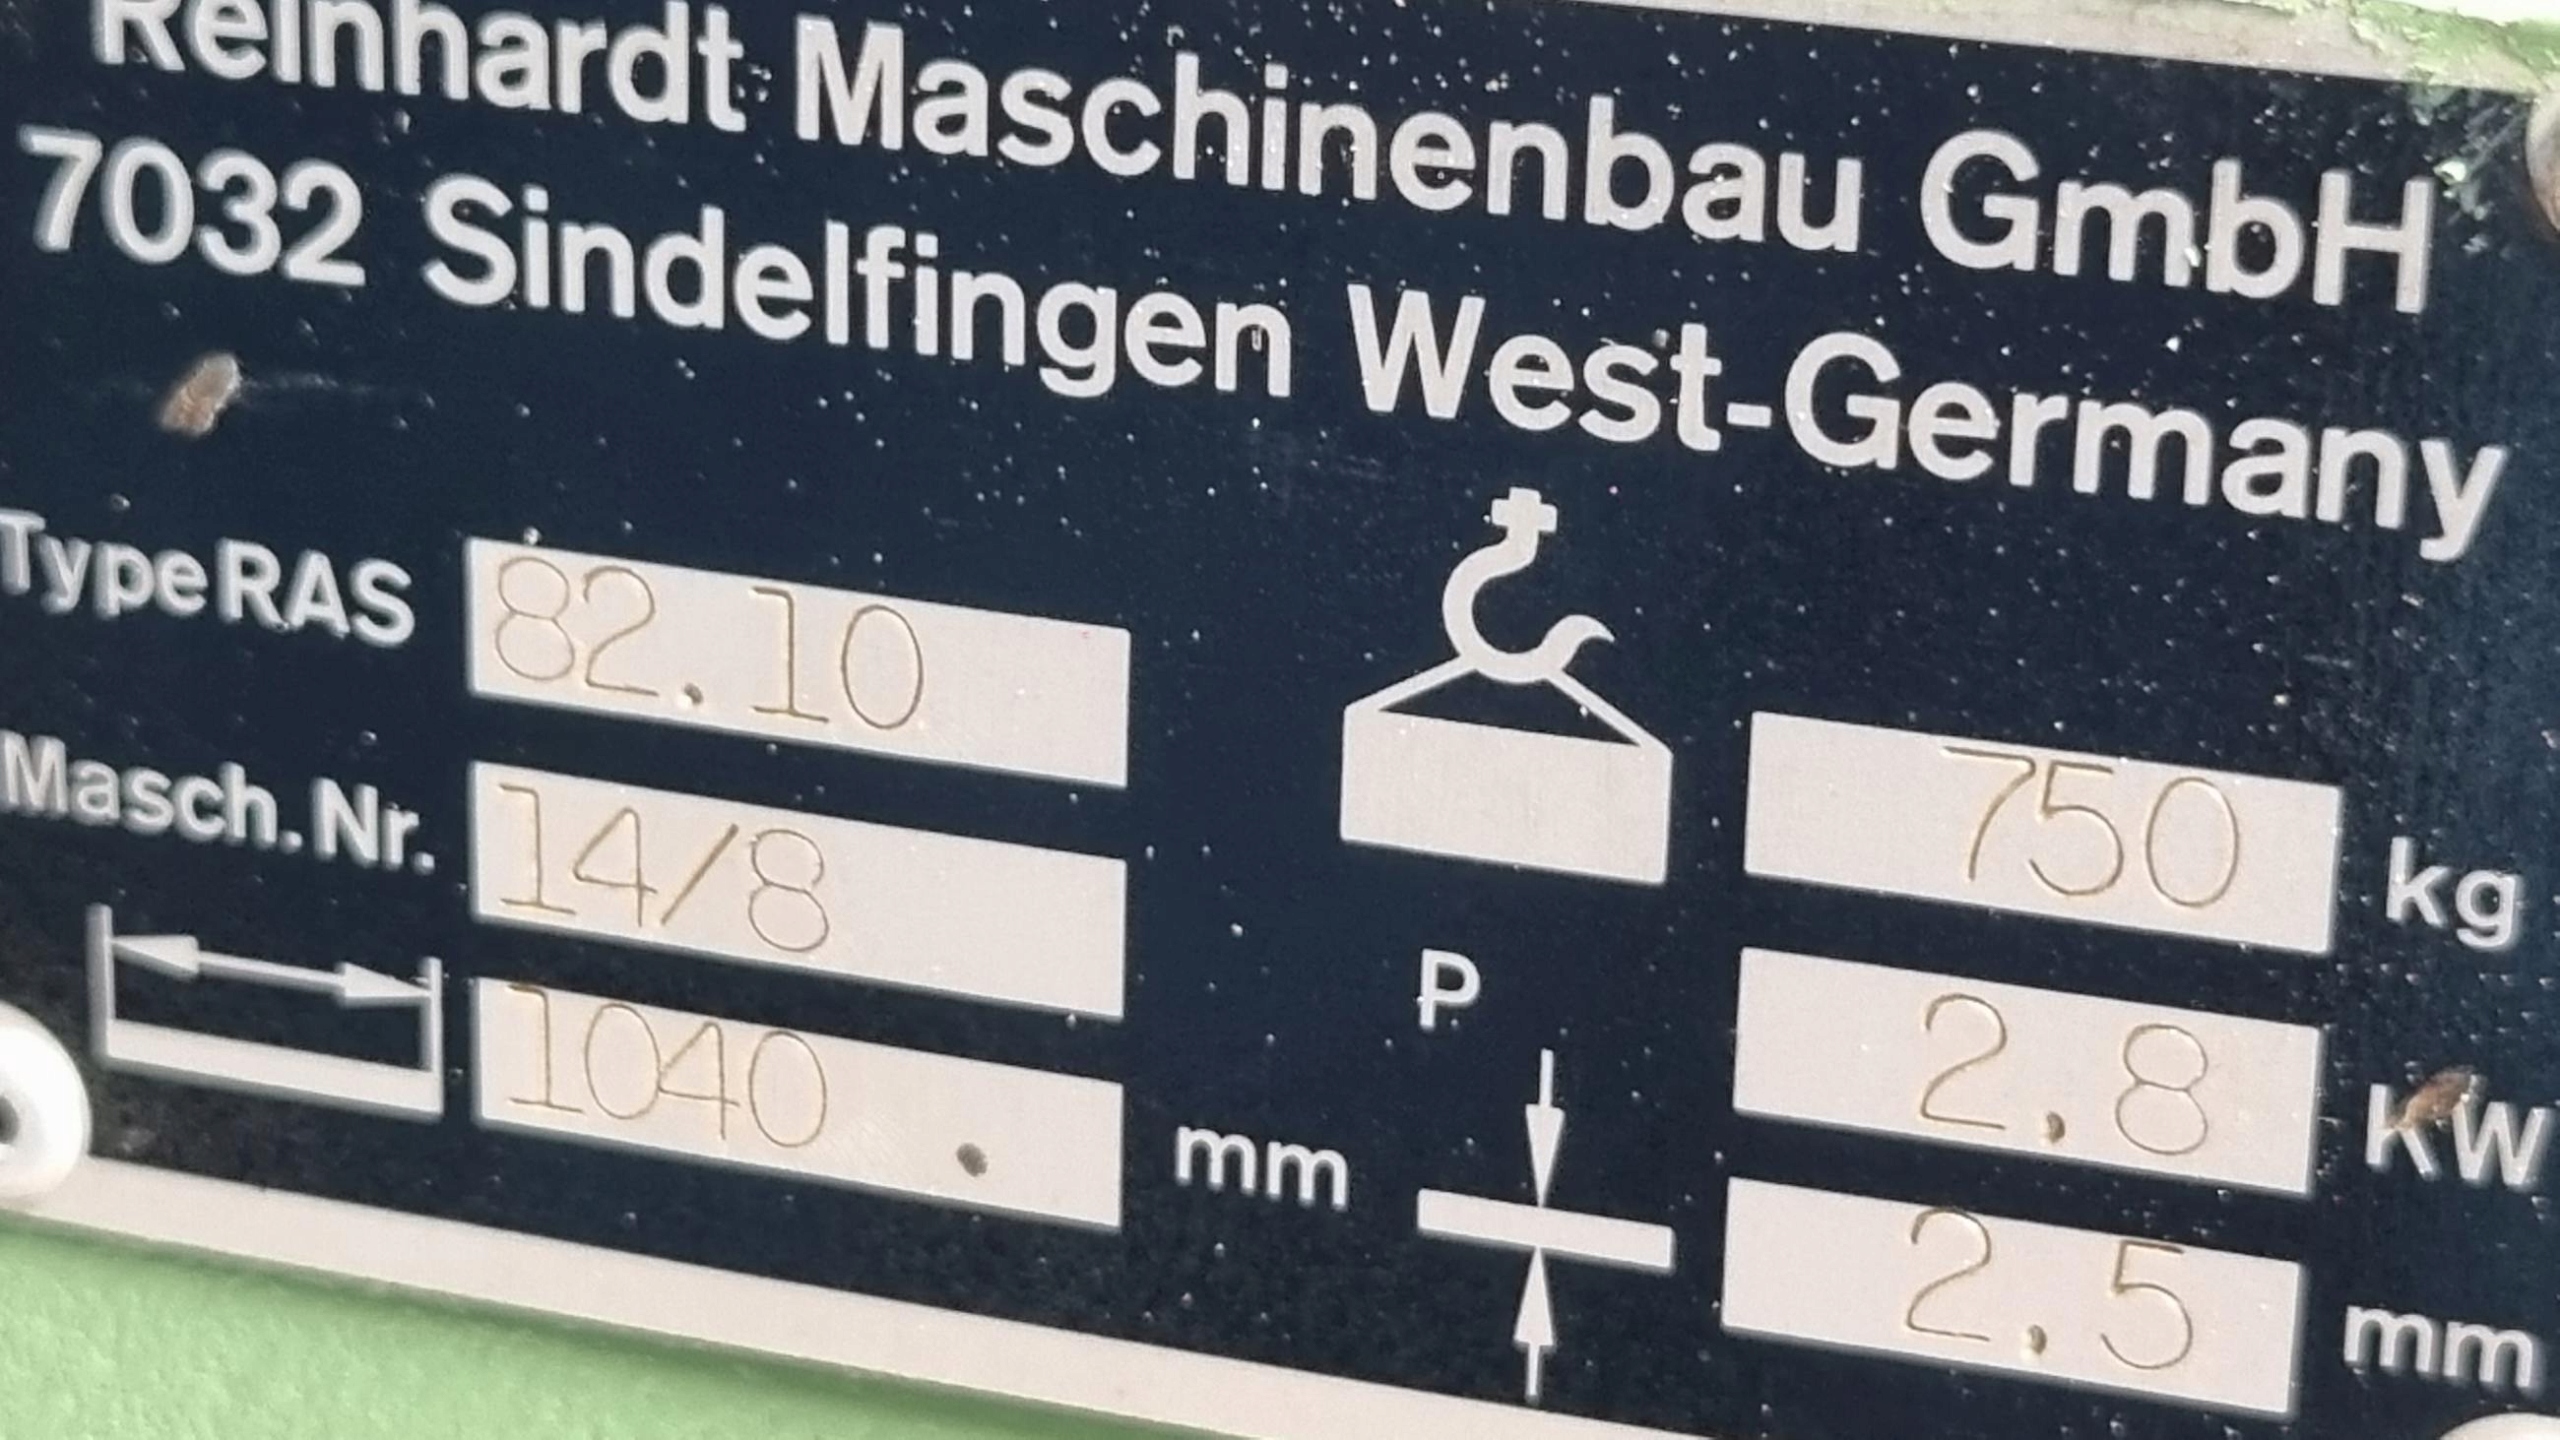 Reinhardt Maschinenbau GmbH
7032 Sindelfingen West-Germany
Type RAS 82.10
750 kg
Masch. Nr. 14/8
P 2.8 KW
1040 mm
2.5 mm